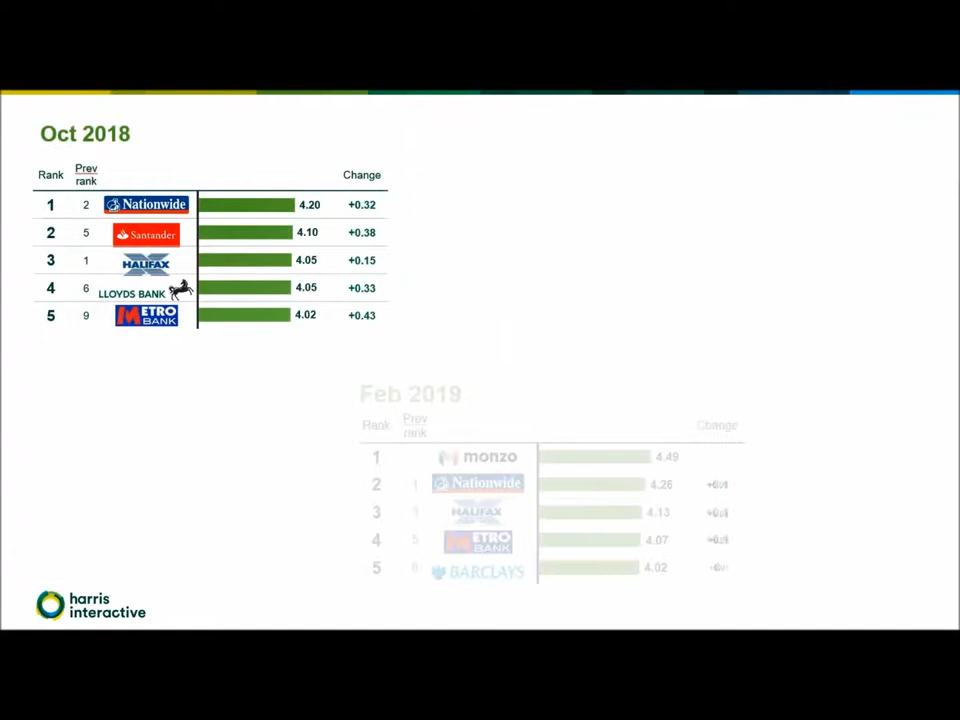 Oct 2018
Rank Prev rank Change
1 2 Nationwide 4.20 +0.32
2 5 Santander 4.10 +0.38
3 1 HALIFAX 4.05 +0.15
4 6 LLOYDS BANK 4.05 +0.33
5 9 METRO BANK 4.02 +0.43
Feb 2019
Rank Prev rank Change
1 monzo 4.49
2 1 Nationwide 4.26
3 HALIFAX 4.13
4 5 METRO BANK 4.07
5 BARCLAYS 4.02
harris
interactive